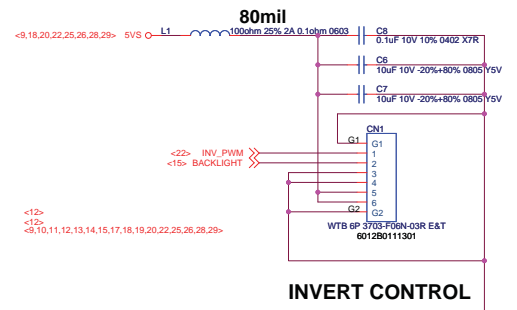 80mil
<9,18,20,22,25,26,28,29> 5VS L1 100ohm 25% 2A 0.1ohm 0603
C8
0.1uF 10V 10% 0402 X7R
C6
10uF 10V -20%+80% 0805 Y5V
C7
10uF 10V -20%+80% 0805 Y5V
CN1
G1 G1
<22> INV_PWM 1
<15> BACKLIGHT 2
3
4
5
6
G2 G2
<12>
<12>
<9,10,11,12,13,14,15,17,18,19,20,22,25,26,28,29>
WTB 6P 3703-F06N-03R E&T
6012B0111301
INVERT CONTROL